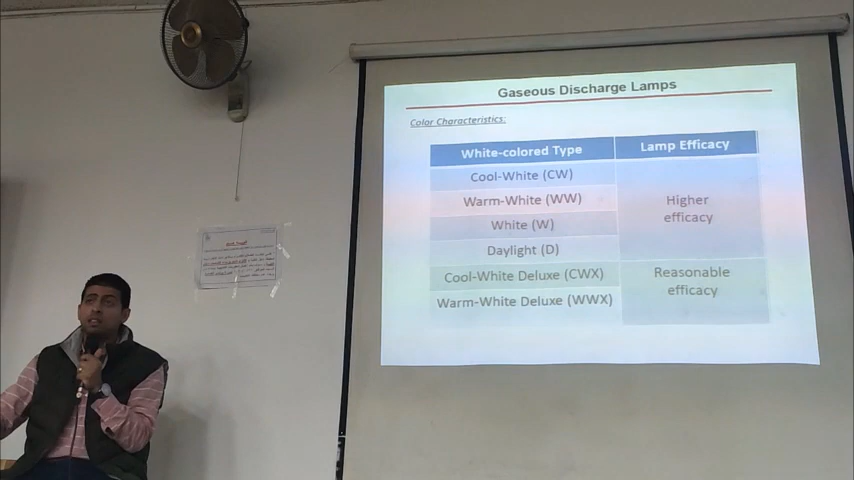 Gaseous Discharge Lamps
Color Characteristics:
White-colored Type
Lamp Efficacy
Cool-White (CW)
Warm-White (WW)
White (W)
Daylight (D)
Higher
efficacy
Cool-White Deluxe (CWX)
Warm-White Deluxe (WWX)
Reasonable
efficacy